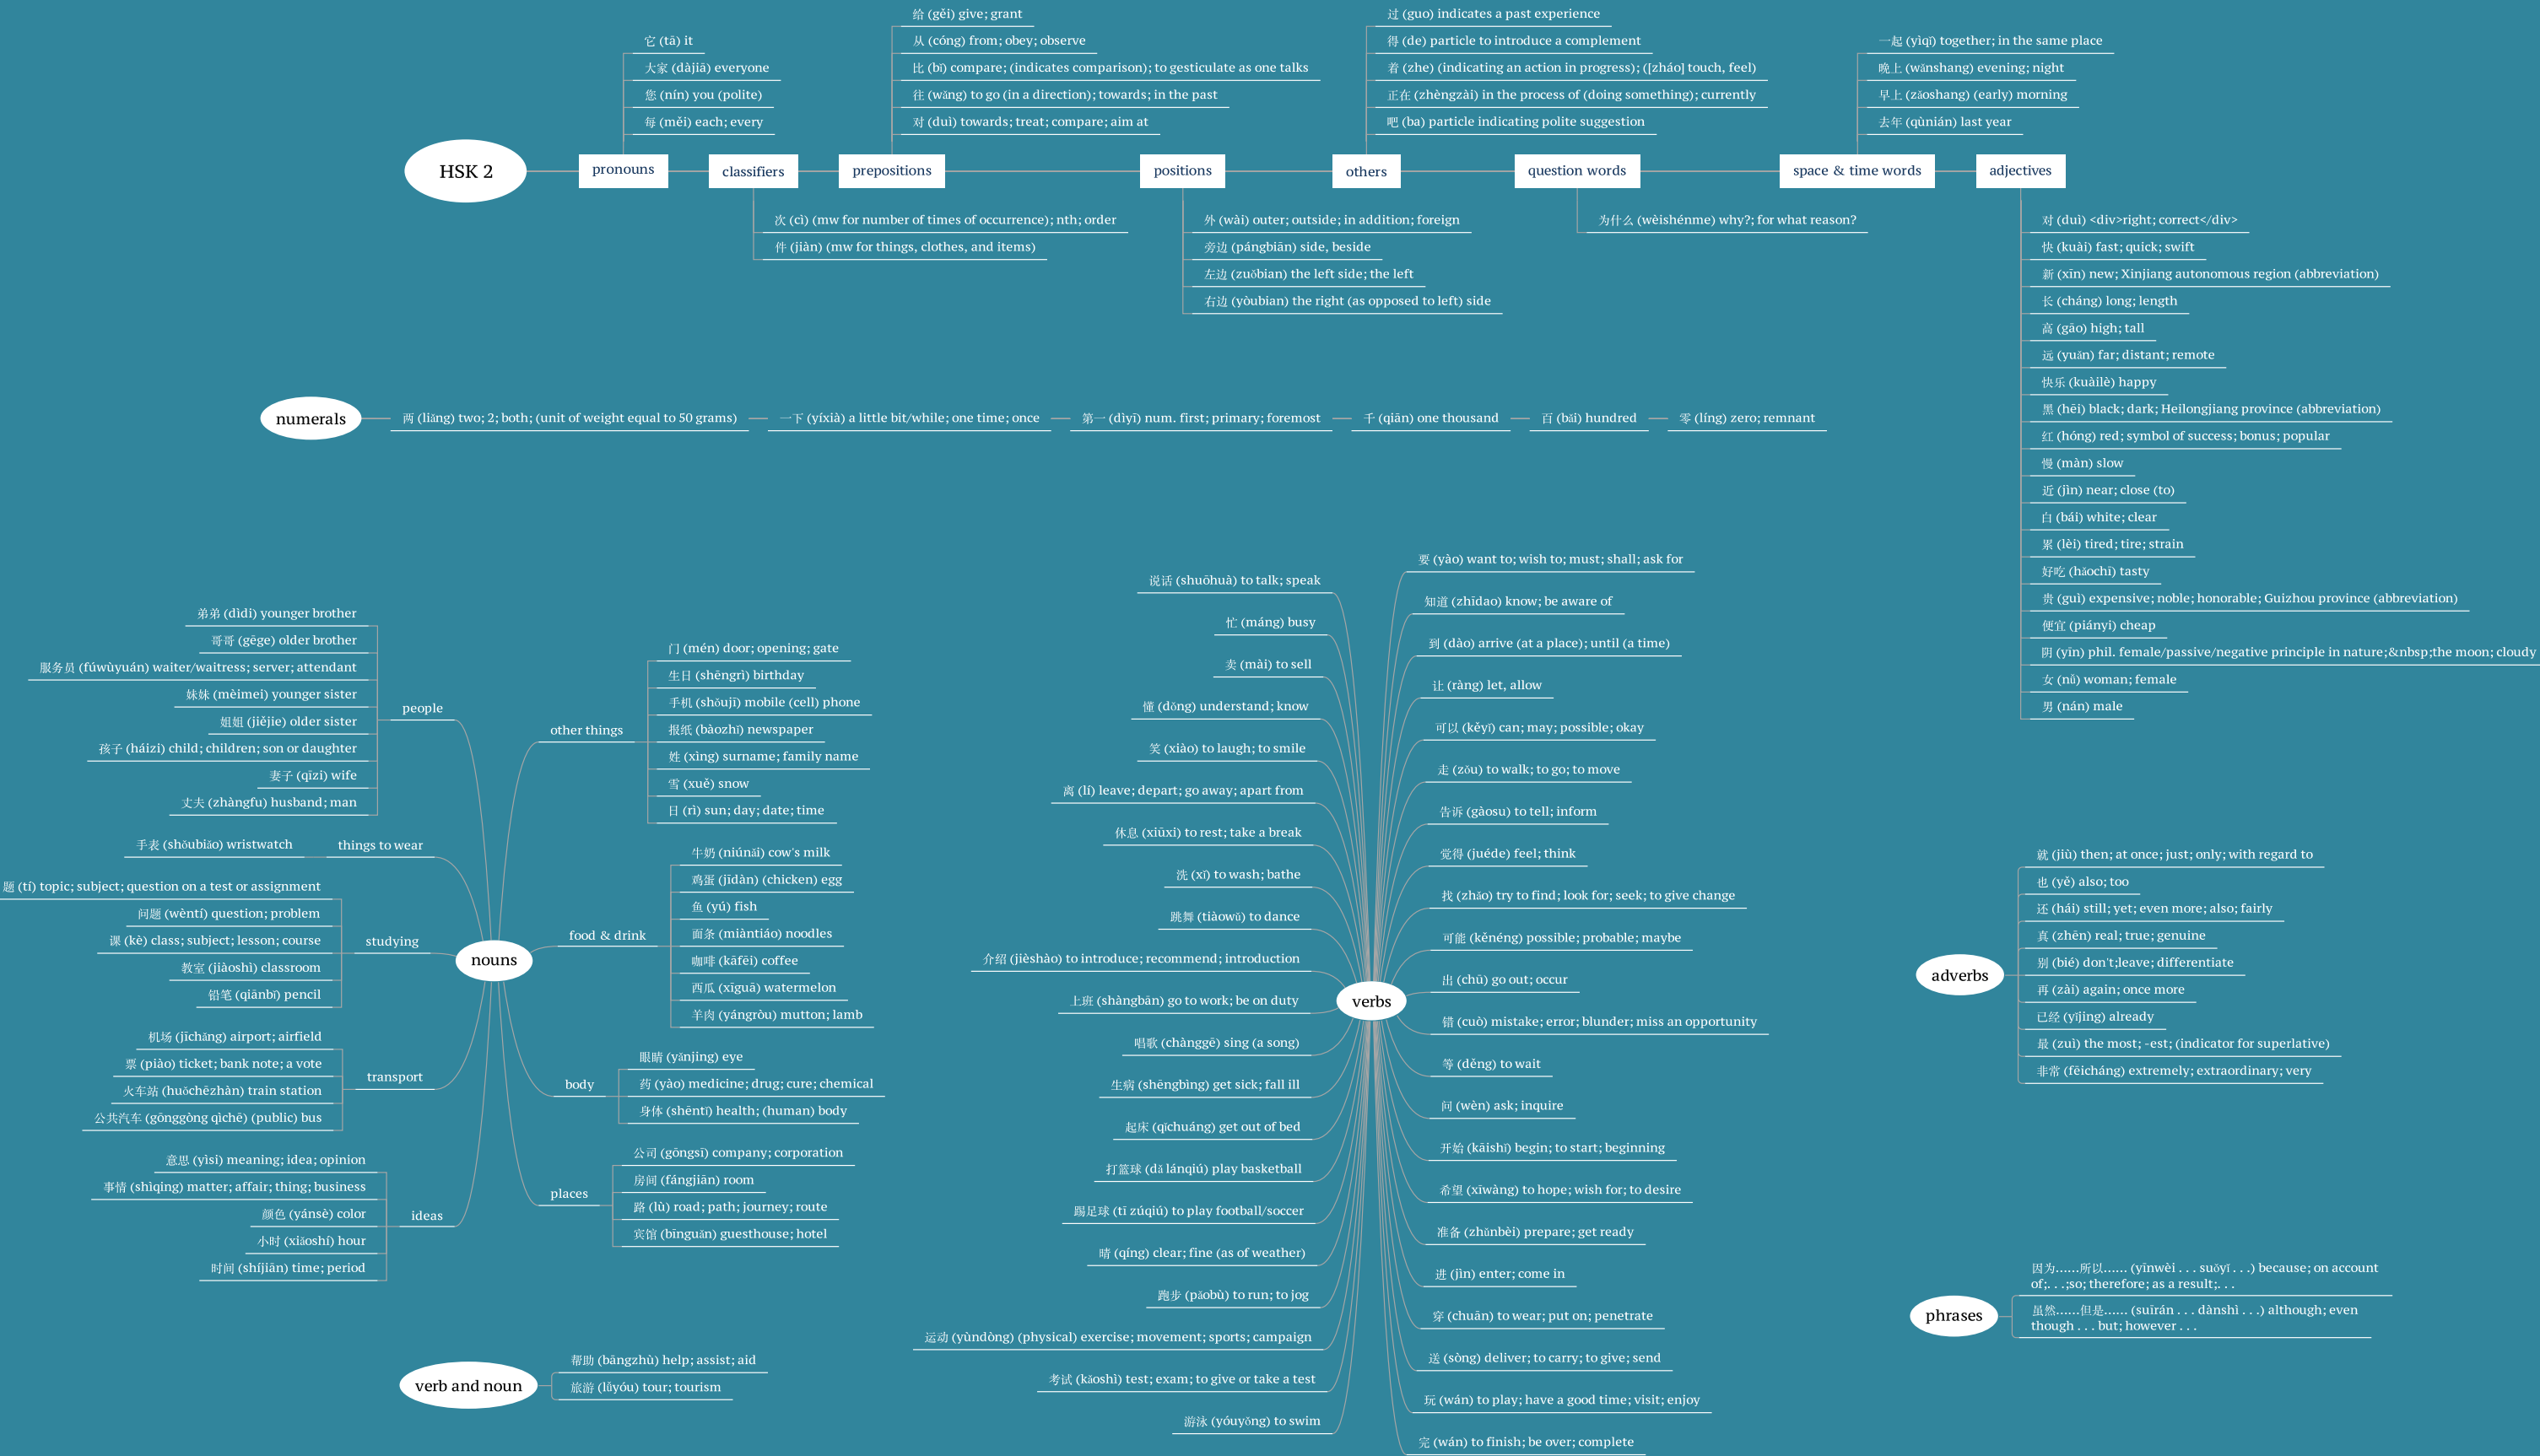 HSK 2
pronouns
它 (tā) it
大家 (dàjiā) everyone
您 (nín) you (polite)
每 (měi) each; every
classifiers
次 (cì) (mw for number of times of occurrence); nth; order
件 (jiàn) (mw for things, clothes, and items)
prepositions
给 (gěi) give; grant
从 (cóng) from; obey; observe
比 (bǐ) compare; (indicates comparison); to gesticulate as one talks
往 (wǎng) to go (in a direction); towards; in the past
对 (duì) towards; treat; compare; aim at
positions
外 (wài) outer; outside; in addition; foreign
旁边 (pángbiān) side, beside
左边 (zuǒbian) the left side; the left
右边 (yòubian) the right (as opposed to left) side
others
过 (guo) indicates a past experience
得 (de) particle to introduce a complement
着 (zhe) (indicating an action in progress); ([zháo] touch, feel)
正在 (zhèngzài) in the process of (doing something); currently
吧 (ba) particle indicating polite suggestion
question words
为什么 (wèishénme) why?; for what reason?
space & time words
一起 (yìqǐ) together; in the same place
晚上 (wǎnshang) evening; night
早上 (zǎoshang) (early) morning
去年 (qùnián) last year
adjectives
对 (duì) <div>right; correct</div>
快 (kuài) fast; quick; swift
新 (xīn) new; Xinjiang autonomous region (abbreviation)
长 (cháng) long; length
高 (gāo) high; tall
远 (yuǎn) far; distant; remote
快乐 (kuàilè) happy
黑 (hēi) black; dark; Heilongjiang province (abbreviation)
红 (hóng) red; symbol of success; bonus; popular
慢 (màn) slow
近 (jìn) near; close (to)
白 (bái) white; clear
累 (lèi) tired; tire; strain
好吃 (hǎochī) tasty
贵 (guì) expensive; noble; honorable; Guizhou province (abbreviation)
便宜 (piányi) cheap
阴 (yīn) phil. female/passive/negative principle in nature;&nbsp;the moon; cloudy
女 (nǚ) woman; female
男 (nán) male
numerals
两 (liǎng) two; 2; both; (unit of weight equal to 50 grams)
一下 (yíxià) a little bit/while; one time; once
第一 (dìyī) num. first; primary; foremost
千 (qiān) one thousand
百 (bǎi) hundred
零 (líng) zero; remnant
nouns
people
弟弟 (dìdi) younger brother
哥哥 (gēge) older brother
服务员 (fúwùyuán) waiter/waitress; server; attendant
妹妹 (mèimei) younger sister
姐姐 (jiějie) older sister
孩子 (háizi) child; children; son or daughter
妻子 (qīzi) wife
丈夫 (zhàngfu) husband; man
things to wear
手表 (shǒubiǎo) wristwatch
studying
题 (tí) topic; subject; question on a test or assignment
问题 (wèntí) question; problem
课 (kè) class; subject; lesson; course
教室 (jiàoshì) classroom
铅笔 (qiānbǐ) pencil
transport
机场 (jīchǎng) airport; airfield
票 (piào) ticket; bank note; a vote
火车站 (huǒchēzhàn) train station
公共汽车 (gōnggòng qìchē) (public) bus
ideas
意思 (yìsi) meaning; idea; opinion
事情 (shìqing) matter; affair; thing; business
颜色 (yánsè) color
小时 (xiǎoshí) hour
时间 (shíjiān) time; period
other things
门 (mén) door; opening; gate
生日 (shēngrì) birthday
手机 (shǒujī) mobile (cell) phone
报纸 (bàozhǐ) newspaper
姓 (xìng) surname; family name
雪 (xuě) snow
日 (rì) sun; day; date; time
food & drink
牛奶 (niúnǎi) cow's milk
鸡蛋 (jīdàn) (chicken) egg
鱼 (yú) fish
面条 (miàntiáo) noodles
咖啡 (kāfēi) coffee
西瓜 (xīguā) watermelon
羊肉 (yángròu) mutton; lamb
body
眼睛 (yǎnjing) eye
药 (yào) medicine; drug; cure; chemical
身体 (shēntǐ) health; (human) body
places
公司 (gōngsī) company; corporation
房间 (fángjiān) room
路 (lù) road; path; journey; route
宾馆 (bīnguǎn) guesthouse; hotel
verb and noun
帮助 (bāngzhù) help; assist; aid
旅游 (lǚyóu) tour; tourism
verbs
说话 (shuōhuà) to talk; speak
忙 (máng) busy
卖 (mài) to sell
懂 (dǒng) understand; know
笑 (xiào) to laugh; to smile
离 (lí) leave; depart; go away; apart from
休息 (xiūxi) to rest; take a break
洗 (xǐ) to wash; bathe
跳舞 (tiàowǔ) to dance
介绍 (jièshào) to introduce; recommend; introduction
上班 (shàngbān) go to work; be on duty
唱歌 (chànggē) sing (a song)
生病 (shēngbìng) get sick; fall ill
起床 (qǐchuáng) get out of bed
打篮球 (dǎ lánqiú) play basketball
踢足球 (tī zúqiú) to play football/soccer
晴 (qíng) clear; fine (as of weather)
跑步 (pǎobù) to run; to jog
运动 (yùndòng) (physical) exercise; movement; sports; campaign
考试 (kǎoshì) test; exam; to give or take a test
游泳 (yóuyǒng) to swim
要 (yào) want to; wish to; must; shall; ask for
知道 (zhīdao) know; be aware of
到 (dào) arrive (at a place); until (a time)
让 (ràng) let, allow
可以 (kěyǐ) can; may; possible; okay
走 (zǒu) to walk; to go; to move
告诉 (gàosu) to tell; inform
觉得 (juéde) feel; think
找 (zhǎo) try to find; look for; seek; to give change
可能 (kěnéng) possible; probable; maybe
出 (chū) go out; occur
错 (cuò) mistake; error; blunder; miss an opportunity
等 (děng) to wait
问 (wèn) ask; inquire
开始 (kāishǐ) begin; to start; beginning
希望 (xīwàng) to hope; wish for; to desire
准备 (zhǔnbèi) prepare; get ready
进 (jìn) enter; come in
穿 (chuān) to wear; put on; penetrate
送 (sòng) deliver; to carry; to give; send
玩 (wán) to play; have a good time; visit; enjoy
完 (wán) to finish; be over; complete
adverbs
就 (jiù) then; at once; just; only; with regard to
也 (yě) also; too
还 (hái) still; yet; even more; also; fairly
真 (zhēn) real; true; genuine
别 (bié) don't;leave; differentiate
再 (zài) again; once more
已经 (yǐjing) already
最 (zuì) the most; -est; (indicator for superlative)
非常 (fēicháng) extremely; extraordinary; very
phrases
因为……所以…… (yīnwèi . . . suǒyǐ . . .) because; on account
of;. . .;so; therefore; as a result;. . .
虽然……但是…… (suīrán . . . dànshì . . .) although; even
though . . . but; however . . .